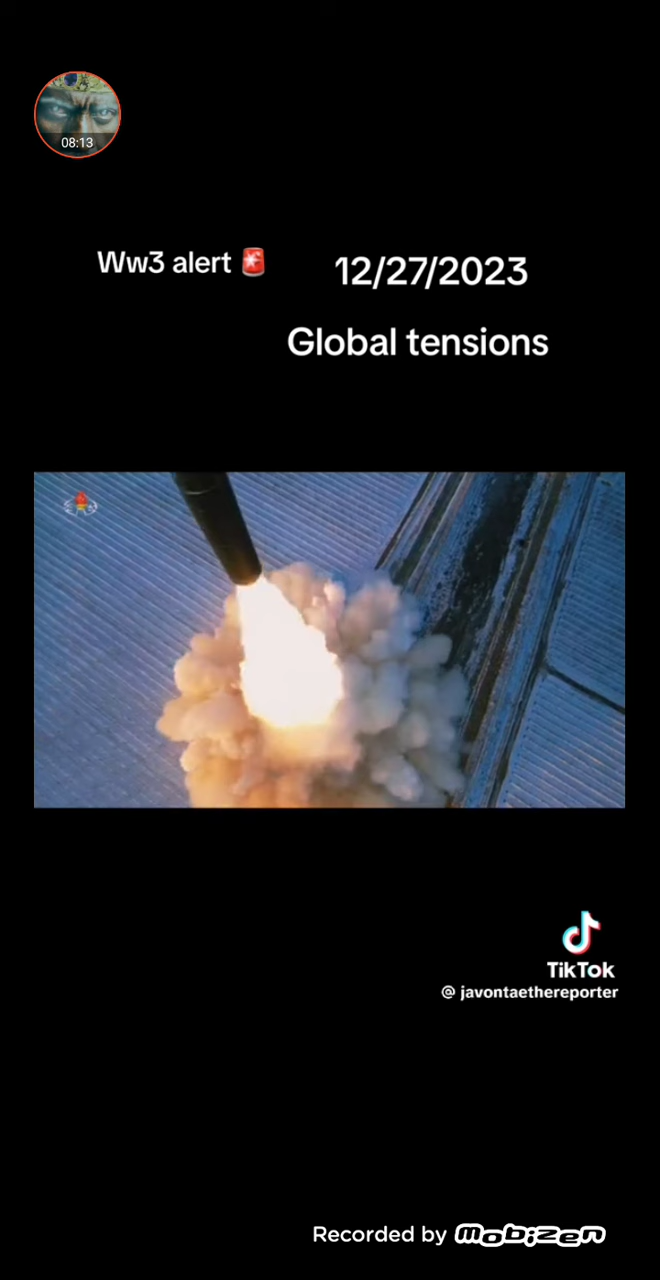 08:13
Ww3 alert 🚨
12/27/2023
Global tensions
TikTok
@ javontaethereporter
Recorded by mobizen